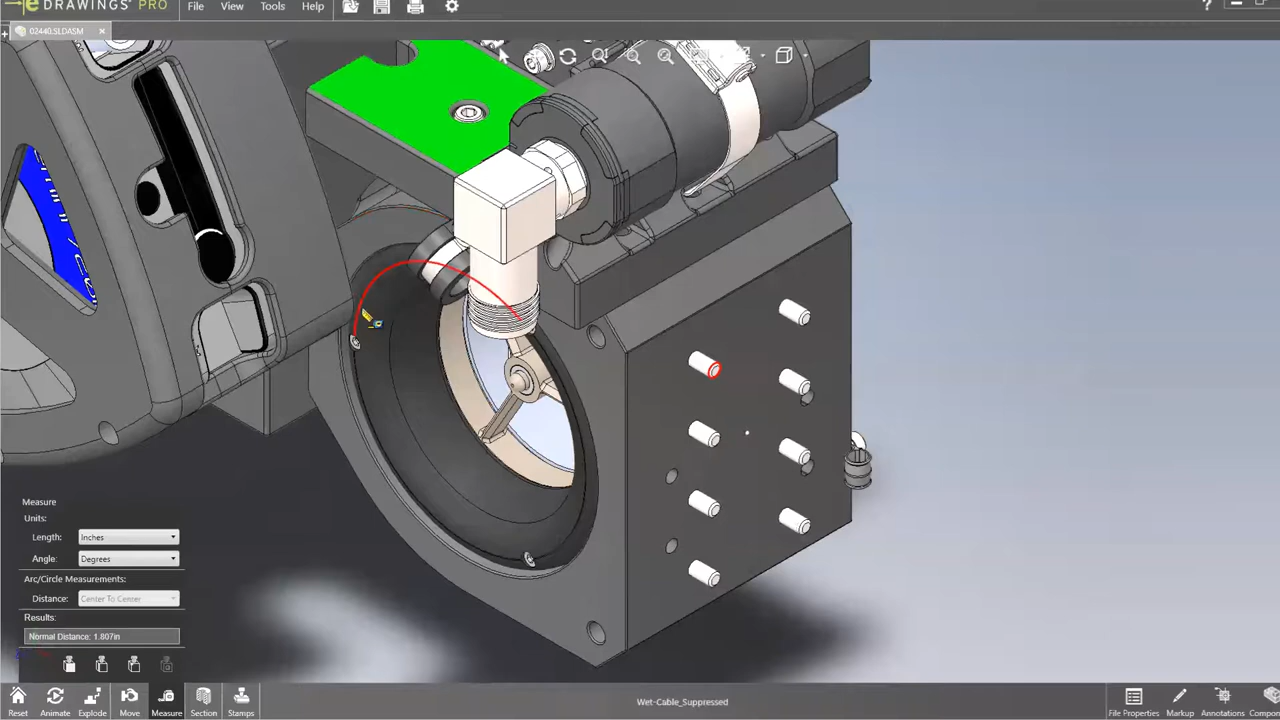 eDRAWINGS® PRO
File View Tools Help
?
+ 02440.SLDASM ×
Measure
Units:
Length: Inches
Angle: Degrees
Arc/Circle Measurements:
Distance: Center To Center
Results:
Normal Distance: 1.807in
Reset Animate Explode Move Measure Section Stamps
Wet-Cable_Suppressed
File Properties Markup Annotations Compo